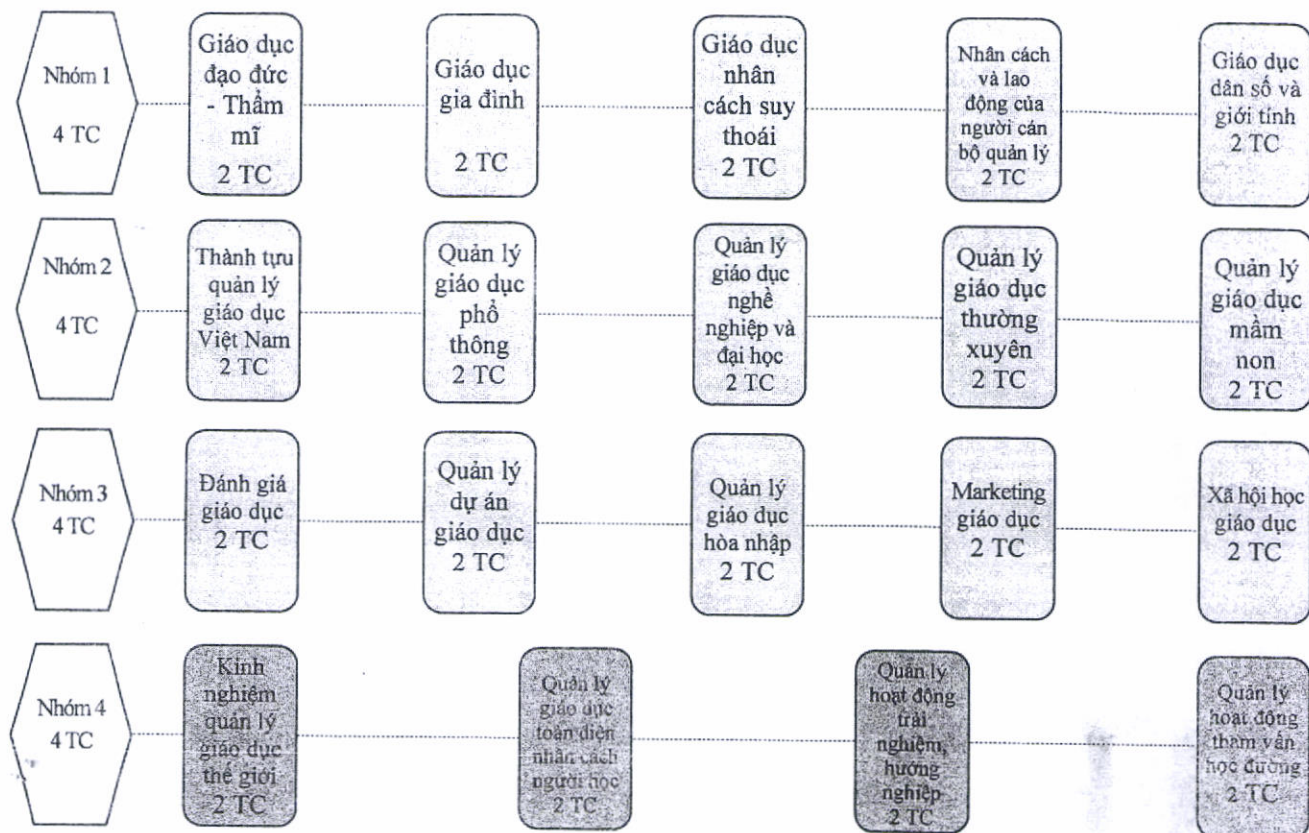 Nhóm 1
4 TC
Giáo dục
đạo đức
- Thẩm
mĩ
2 TC
Giáo dục
gia đình
2 TC
Giáo dục
nhân
cách suy
thoái
2 TC
Nhân cách
và lao
động của
người cán
bộ quản lý
2 TC
Giáo dục
dân số và
giới tính
2 TC
Nhóm 2
4 TC
Thành tựu
quản lý
giáo dục
Việt Nam
2 TC
Quản lý
giáo dục
phổ
thông
2 TC
Quản lý
giáo dục
nghề
nghiệp và
đại học
2 TC
Quản lý
giáo dục
thường
xuyên
2 TC
Quản lý
giáo dục
mầm
non
2 TC
Nhóm 3
4 TC
Đánh giá
giáo dục
2 TC
Quản lý
dự án
giáo dục
2 TC
Quản lý
giáo dục
hòa nhập
2 TC
Marketing
giáo dục
2 TC
Xã hội học
giáo dục
2 TC
Nhóm 4
4 TC
Kinh
nghiệm
quản lý
giáo dục
thế giới
2 TC
Quản lý
giáo dục
toàn diện
nhân cách
người học
2 TC
Quản lý
hoạt động
trải
nghiệm,
hướng
nghiệp
2 TC
Quản lý
hoạt động
tham vấn
học đường
2 TC